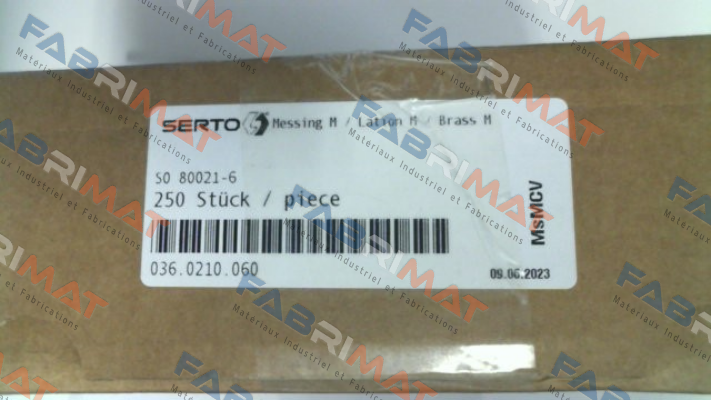 SERTO Messing M / Laiton M / Brass M
SO 80021-6
250 Stück / piece
036.0210.060
09.06.2023
MsMCV
FABRIMAT
Materiaux Industriel et Fabrications